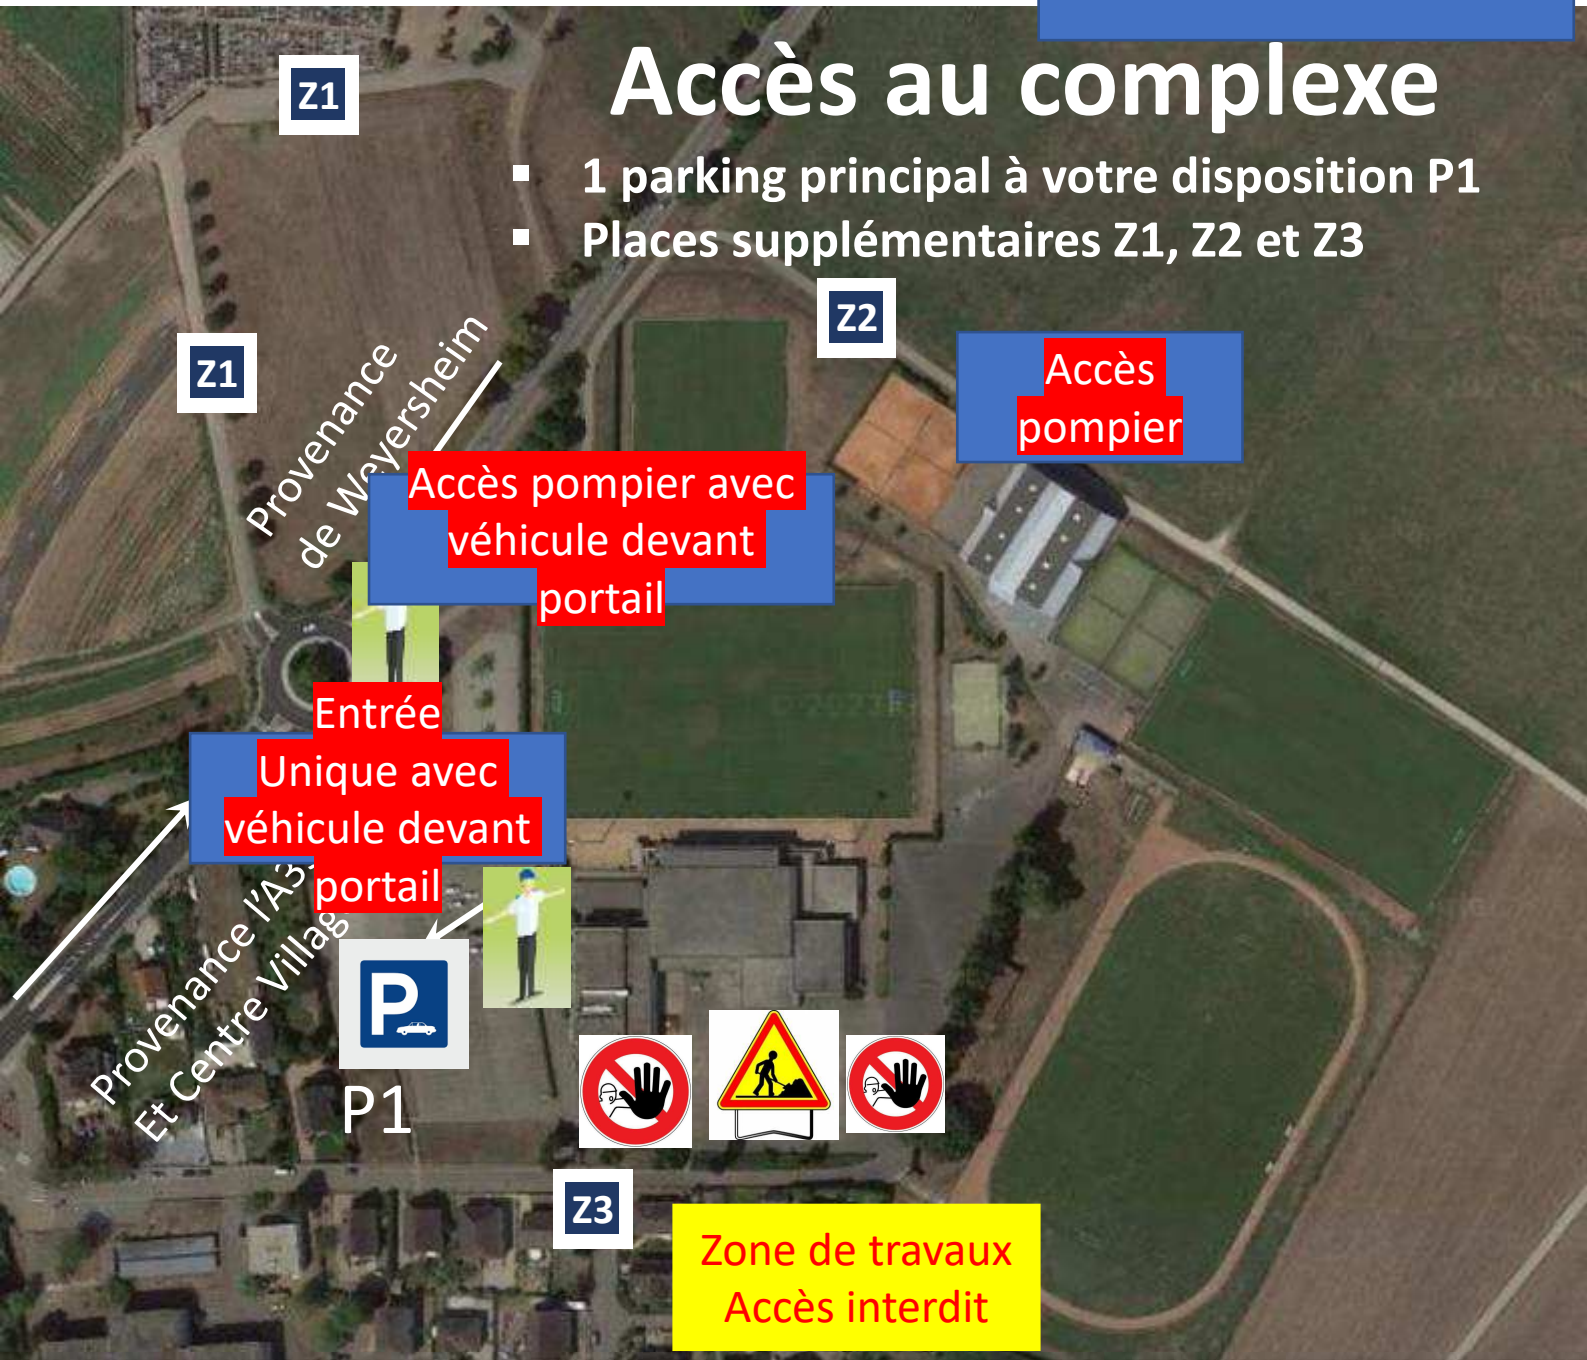 Accès au complexe
1 parking principal à votre disposition P1
Places supplémentaires Z1, Z2 et Z3
Z1
Z2
Z1
Accès
pompier
Provenance
de Weyersheim
Accès pompier avec
véhicule devant
portail
Entrée
Unique avec
véhicule devant
portail
Provenance l'A3
Et Centre Villag
P
P1
Z3
Zone de travaux
Accès interdit